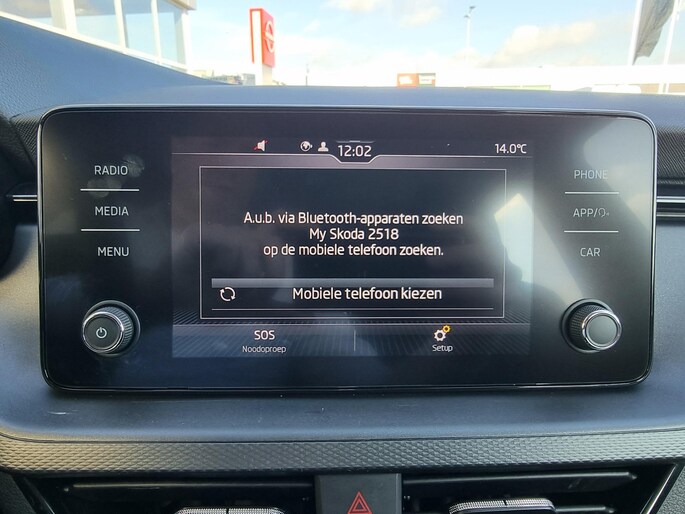 12:02
14.0°C
RADIO
MEDIA
MENU
A.u.b. via Bluetooth-apparaten zoeken
My Skoda 2518
op de mobiele telefoon zoeken.
Mobiele telefoon kiezen
SOS
Noodoproep
Setup
PHONE
APP/
CAR